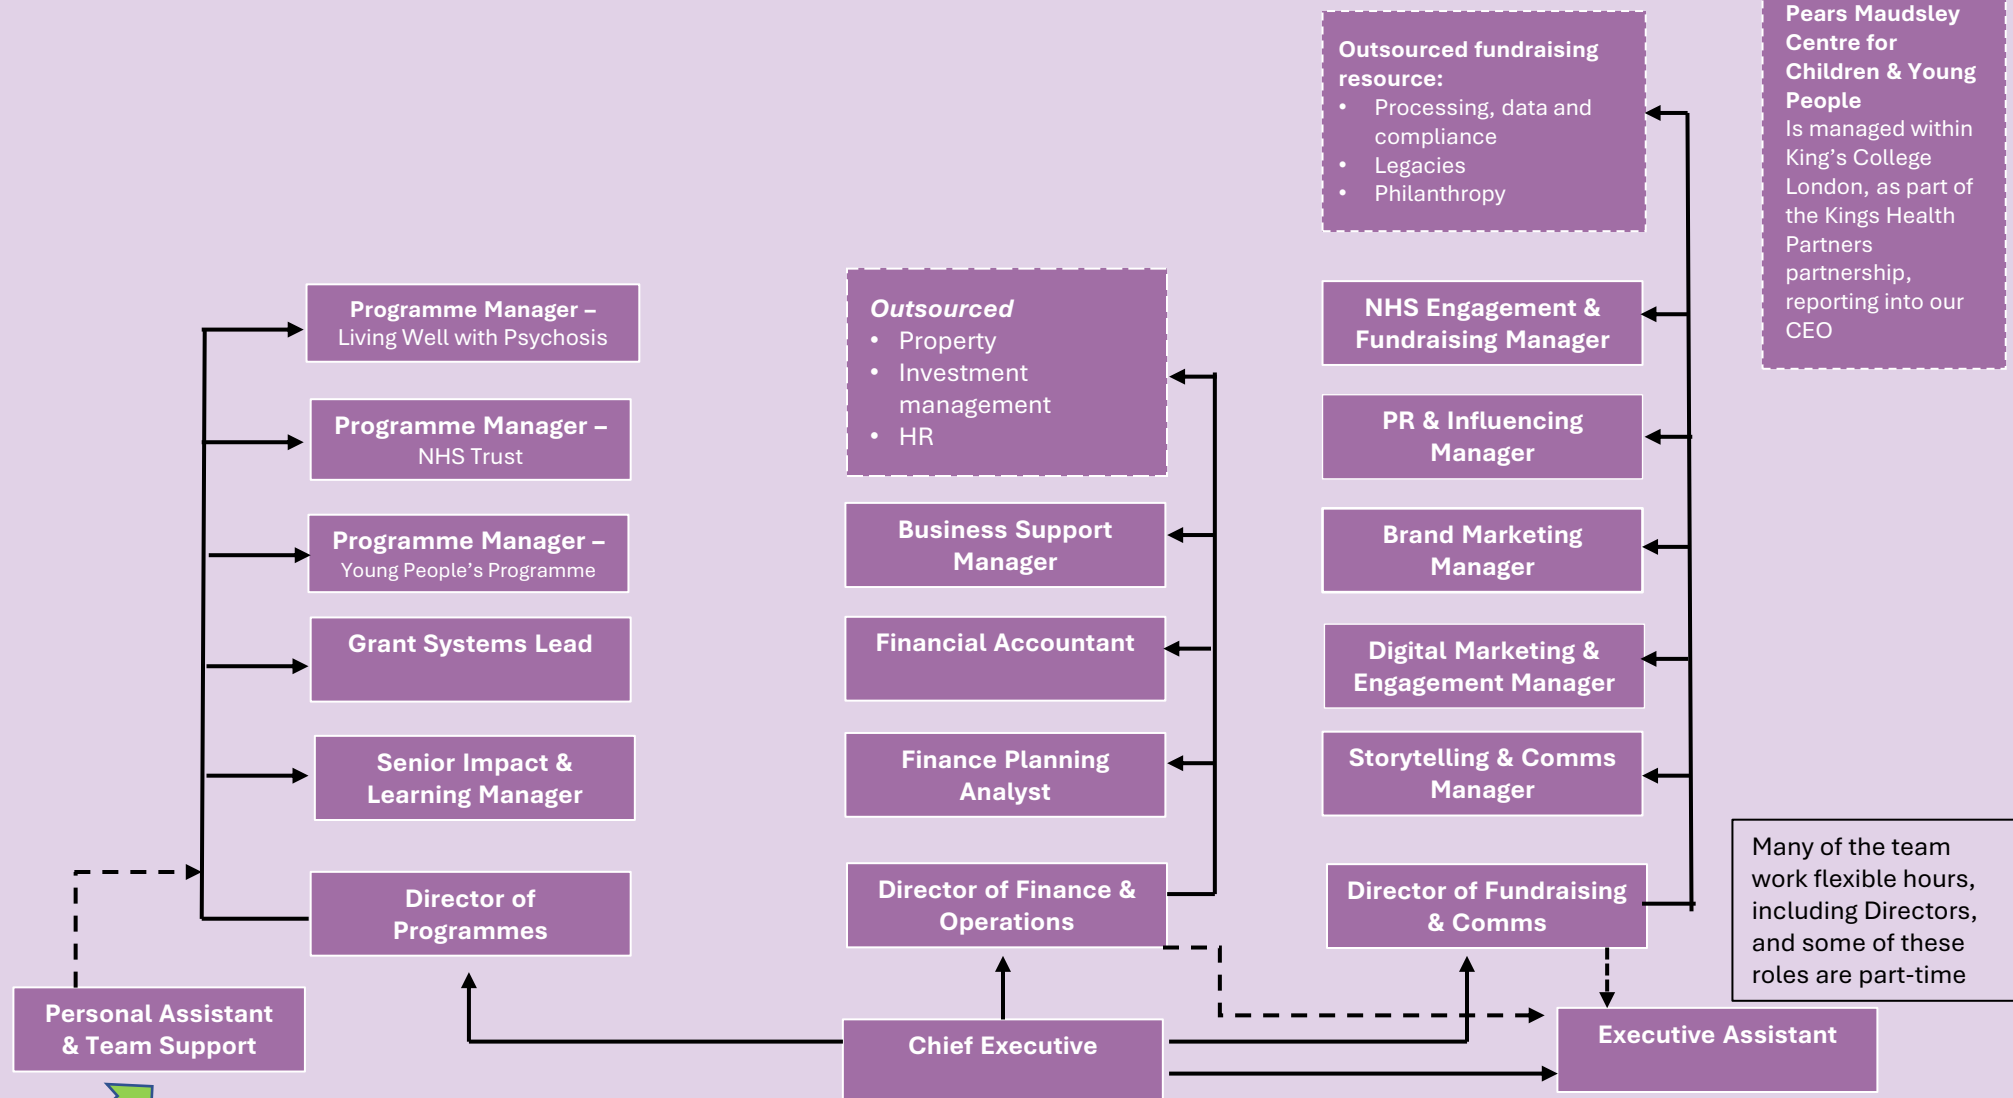 Pears Maudsley
Centre for
Children & Young
People
Is managed within
King's College
London, as part of
the Kings Health
Partners
partnership,
reporting into our
CEO
Outsourced fundraising
resource:
• Processing, data and
compliance
• Legacies
• Philanthropy
Programme Manager –
Living Well with Psychosis
Programme Manager –
NHS Trust
Programme Manager –
Young People's Programme
Grant Systems Lead
Senior Impact &
Learning Manager
Director of
Programmes
Personal Assistant
& Team Support
Outsourced
• Property
• Investment
management
• HR
Business Support
Manager
Financial Accountant
Finance Planning
Analyst
Director of Finance &
Operations
Chief Executive
NHS Engagement &
Fundraising Manager
PR & Influencing
Manager
Brand Marketing
Manager
Digital Marketing &
Engagement Manager
Storytelling & Comms
Manager
Director of Fundraising
& Comms
Executive Assistant
Many of the team
work flexible hours,
including Directors,
and some of these
roles are part-time